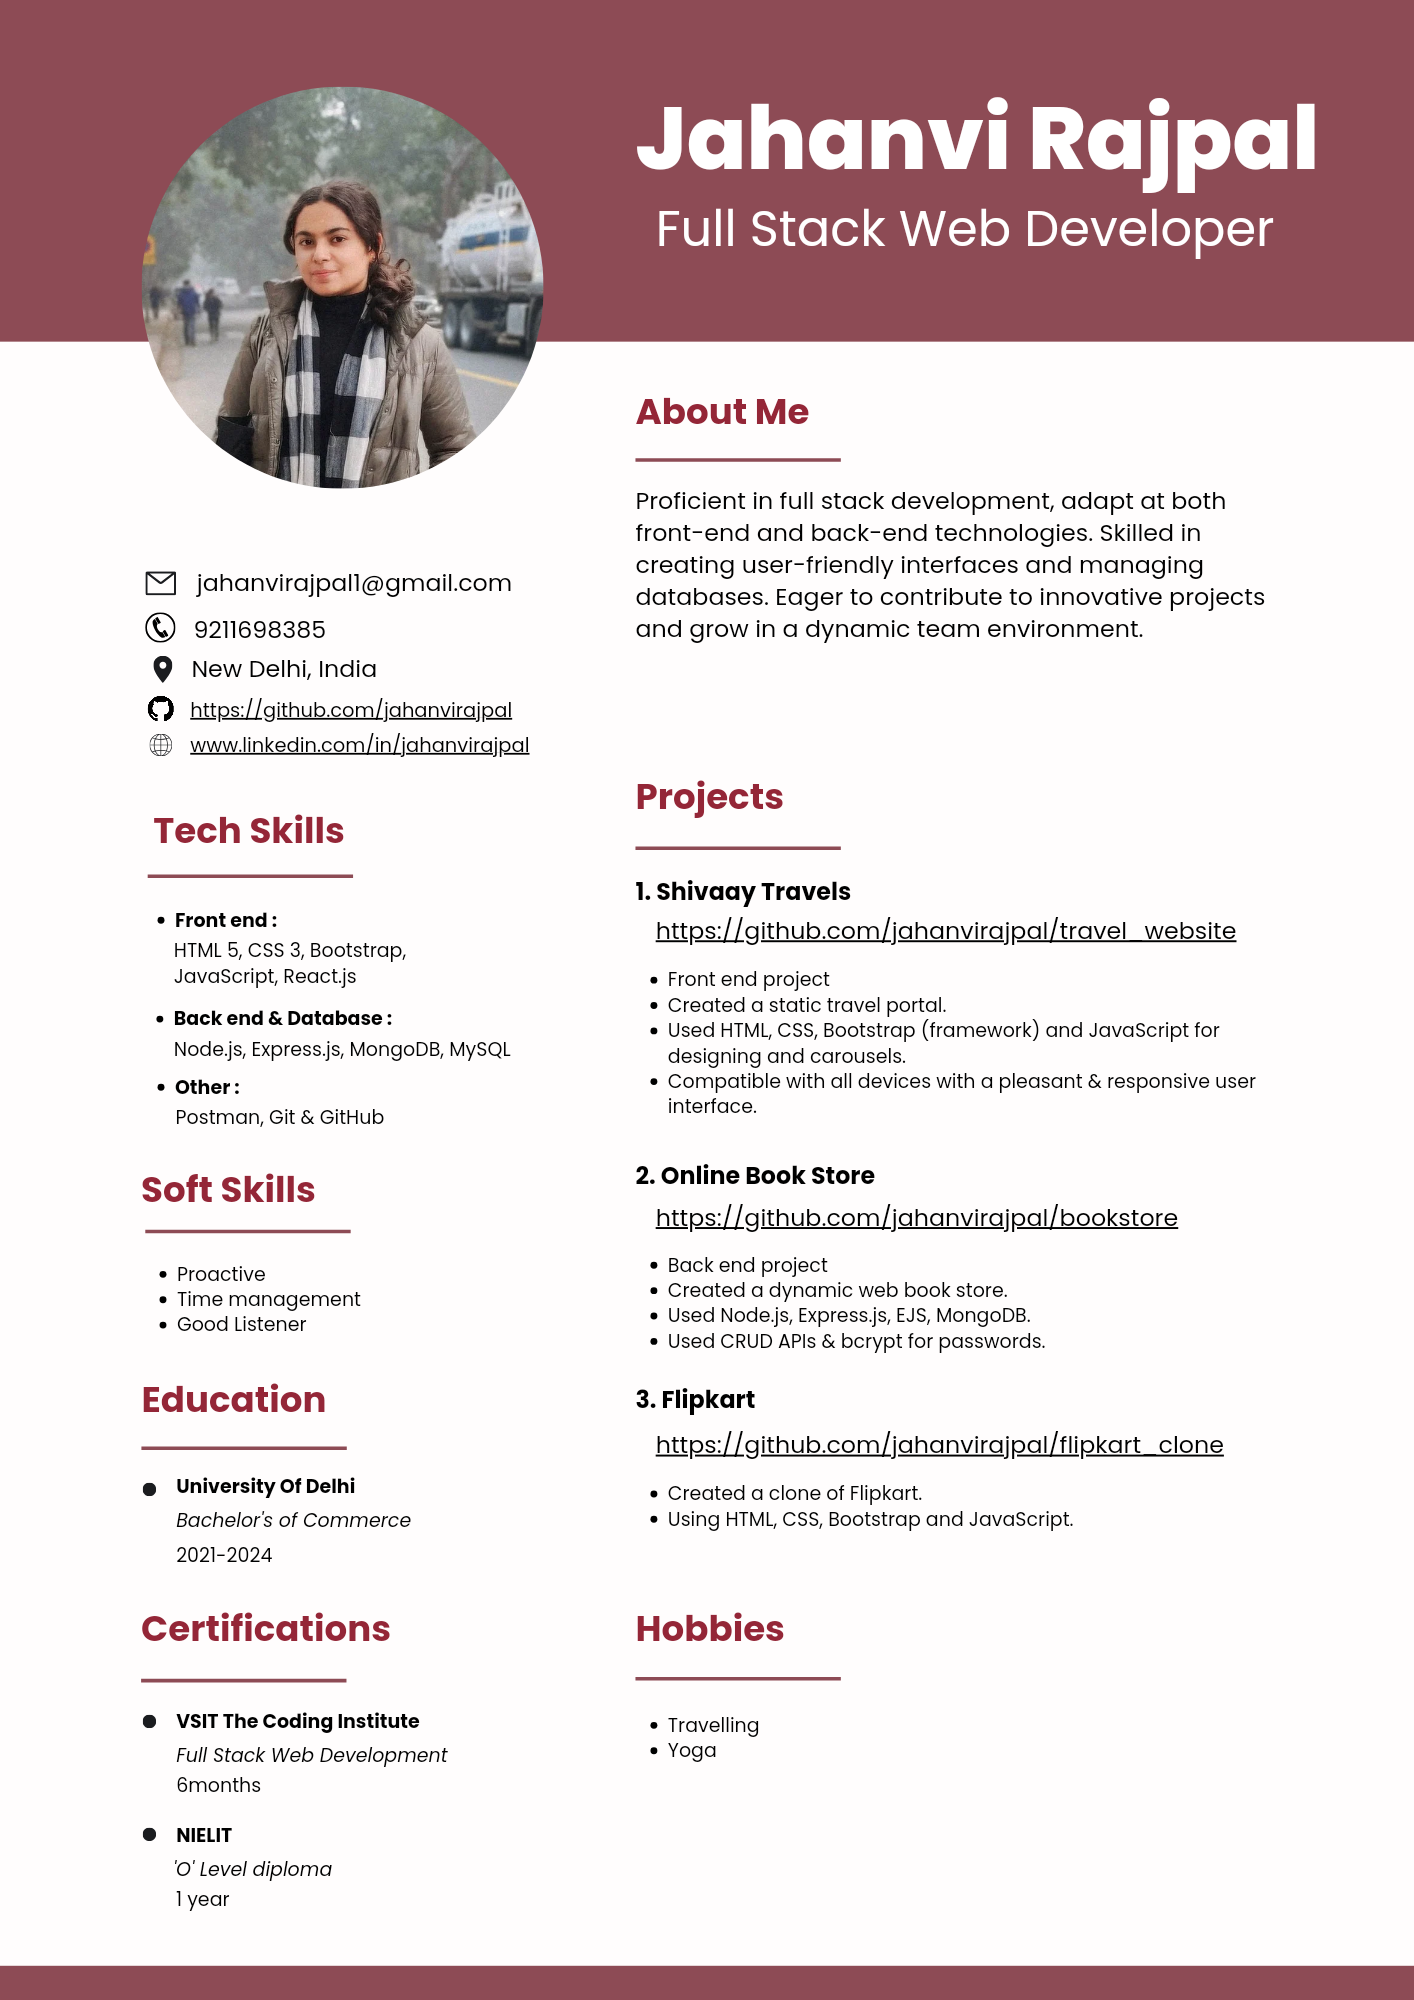 Jahanvi Rajpal
Full Stack Web Developer
jahanvirajpal1@gmail.com
9211698385
New Delhi, India
https://github.com/jahanvirajpal
www.linkedin.com/in/jahanvirajpal
Tech Skills
Front end :
HTML 5, CSS 3, Bootstrap,
JavaScript, React.js
Back end & Database :
Node.js, Express.js, MongoDB, MySQL
Other :
Postman, Git & GitHub
Soft Skills
Proactive
Time management
Good Listener
Education
University Of Delhi
Bachelor's of Commerce
2021-2024
Certifications
VSIT The Coding Institute
Full Stack Web Development
6months
NIELIT
'O' Level diploma
1 year
About Me
Proficient in full stack development, adapt at both
front-end and back-end technologies. Skilled in
creating user-friendly interfaces and managing
databases. Eager to contribute to innovative projects
and grow in a dynamic team environment.
Projects
1. Shivaay Travels
https://github.com/jahanvirajpal/travel_website
Front end project
Created a static travel portal.
Used HTML, CSS, Bootstrap (framework) and JavaScript for
designing and carousels.
Compatible with all devices with a pleasant & responsive user
interface.
2. Online Book Store
https://github.com/jahanvirajpal/bookstore
Back end project
Created a dynamic web book store.
Used Node.js, Express.js, EJS, MongoDB.
Used CRUD APIs & bcrypt for passwords.
3. Flipkart
https://github.com/jahanvirajpal/flipkart_clone
Created a clone of Flipkart.
Using HTML, CSS, Bootstrap and JavaScript.
Hobbies
Travelling
Yoga